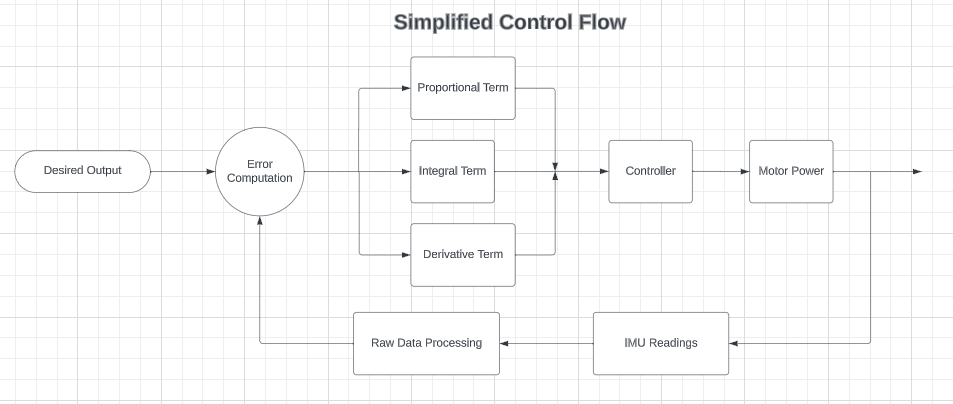 Simplified Control Flow
Proportional Term
Desired Output
Error
Computation
Integral Term
Controller
Motor Power
Derivative Term
Raw Data Processing
IMU Readings